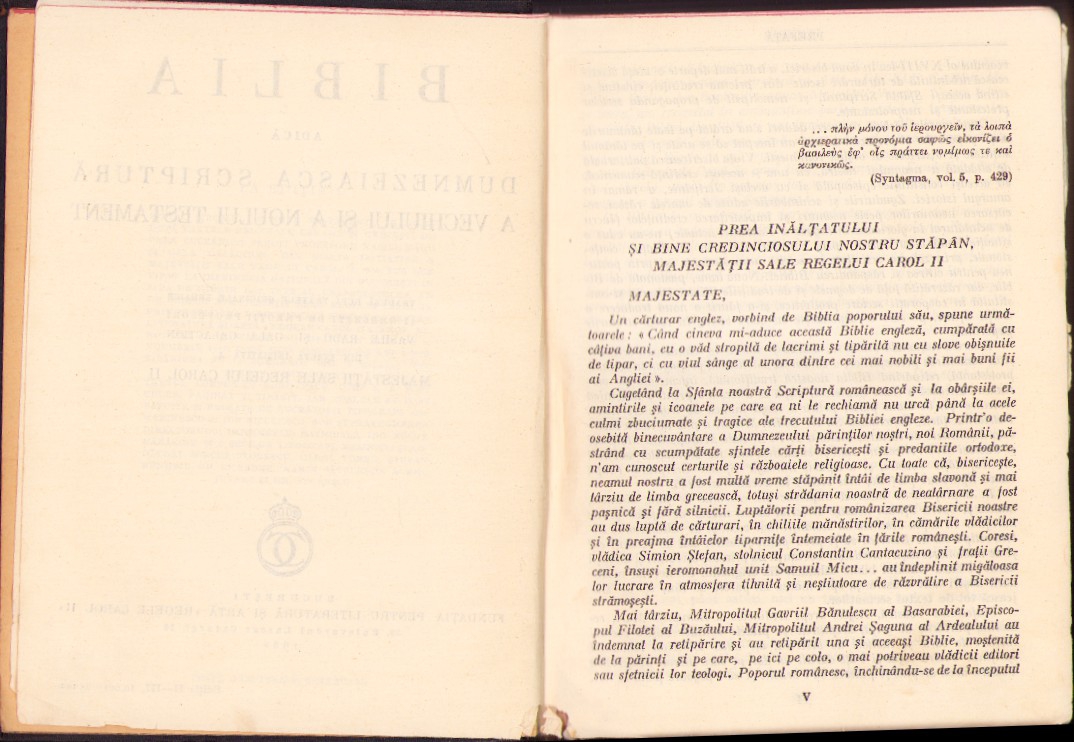 ... πλὴν μόνου τοῦ ἱερουργεῖν, τὰ λοιπὰ
ἀρχιερατικὰ προνόμια σαφῶς εἰκονίζει ὁ
βασιλεὺς ἐφ' οἷς πράττει νομίμως τε καὶ
κανονικῶς.
(Syntagma, vol. 5, p. 429)
PREA INĂLȚATULUI
ȘI BINE CREDINCIOSULUI NOSTRU STĂPÂN,
MAJESTĂȚII SALE REGELUI CAROL II
MAJESTATE,
Un cărturar englez, vorbind de Biblia poporului său, spune urmă-
toarele: « Când cineva mi-aduce această Biblie engleză, cumpărată cu
câțiva bani, eu o văd stropită de lacrimi și tipărită nu cu slove obișnuite
de tipar, ci cu viul sânge al unora dintre cei mai nobili și mai buni fii
ai Angliei ».
Cugetând la Sfânta noastră Scriptură românească și la obârșiile ei,
amintirile și icoanele pe care ea ni le rechiamă nu urcă până la acele
culmi zbuciumate și tragice ale trecutului Bibliei engleze. Printr'o de-
osebită binecuvântare a Dumnezeului părinților noștri, noi Românii, pă-
strând cu scumpătate sfintele cărți bisericești și predaniile ortodoxe,
n'am cunoscut certurile și războaiele religioase. Cu toate că, bisericește,
neamul nostru a fost multă vreme stăpânit întâi de limba slavonă și mai
târziu de limba grecească, totuși strădania noastră de neatârnare a fost
pașnică și fără silnicii. Luptătorii pentru românizarea Bisericii noastre
au dus luptă de cărturari, în chiliile mănăstirilor, în cămările vlădicilor
și în preajma întâielor tiparnițe întemeiate în țările românești. Coresi,
vlădica Simion Ștefan, stolnicul Constantin Cantacuzino și frații Gre-
ceni, însuși ieromonahul unit Samuil Micu... au îndeplinit migăloasa
lor lucrare în atmosfera tihnită și neștiutoare de răzvrătire a Bisericii
strămoșești.
Mai târziu, Mitropolitul Gavriil Bănulescu al Basarabiei, Episco-
pul Filotei al Buzăului, Mitropolitul Andrei Șaguna al Ardealului au
îndemnat la retipărire și au retipărit una și aceeași Biblie, moștenită
de la părinți și pe care, pe ici pe colo, o mai potriveau vlădicii editori
sau sfetnicii lor teologi. Poporul românesc, închinându-se de la începutul
V